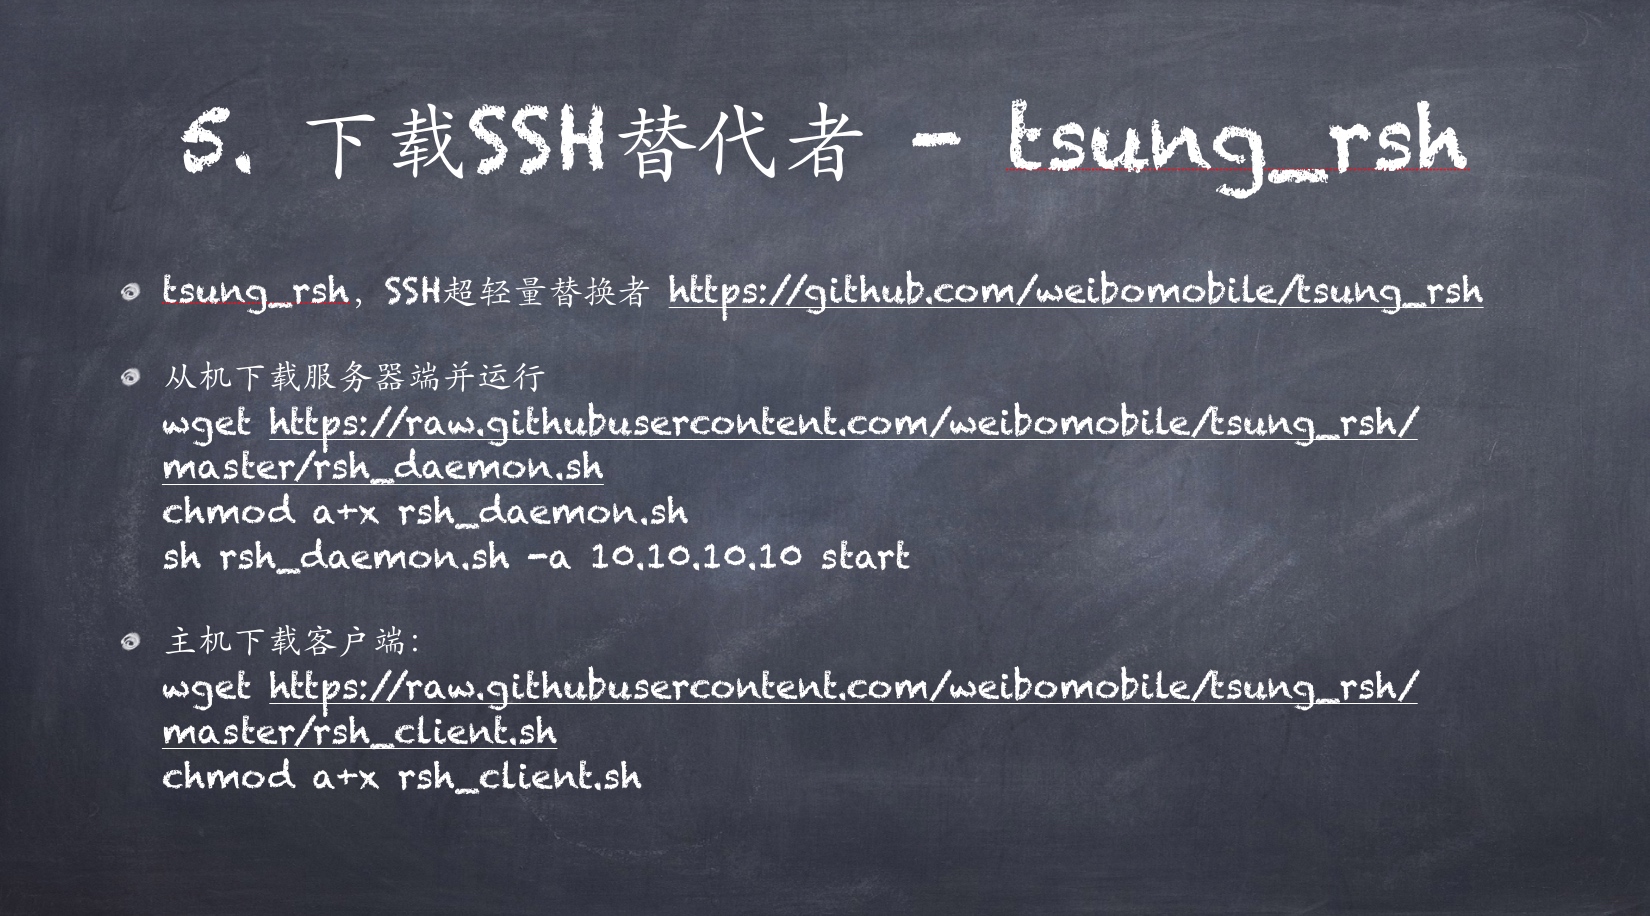 5. 下载SSH替代者 - tsung_rsh
tsung_rsh，SSH超轻量替换者 https://github.com/weibomobile/tsung_rsh
从机下载服务器端并运行
wget https://raw.githubusercontent.com/weibomobile/tsung_rsh/
master/rsh_daemon.sh
chmod a+x rsh_daemon.sh
sh rsh_daemon.sh -a 10.10.10.10 start
主机下载客户端：
wget https://raw.githubusercontent.com/weibomobile/tsung_rsh/
master/rsh_client.sh
chmod a+x rsh_client.sh